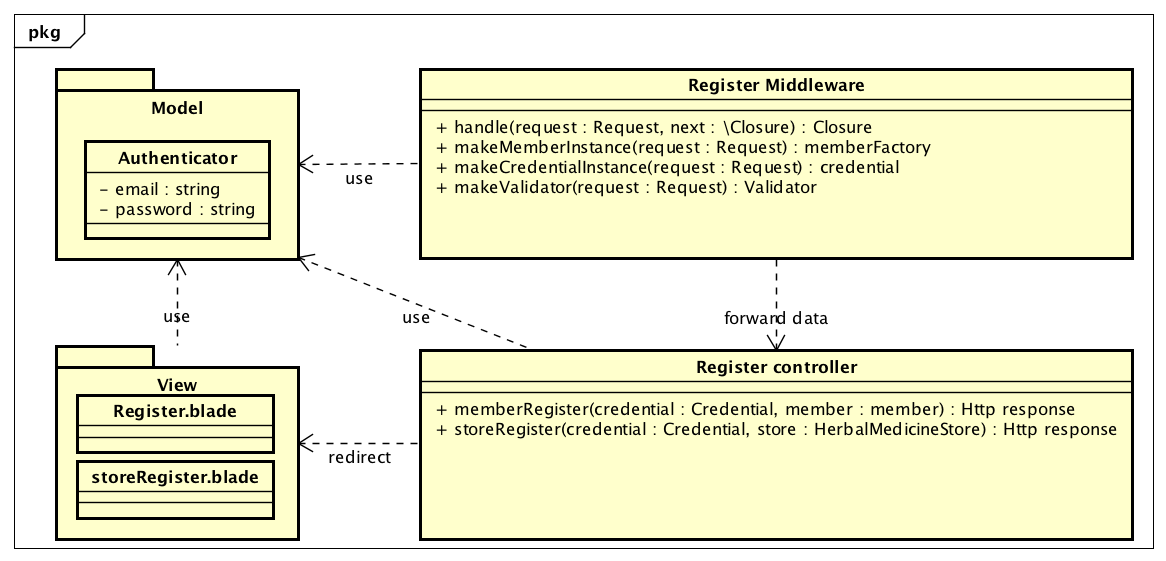 pkg
Model
Authenticator
- email : string
- password : string
Register Middleware
+ handle(request : Request, next : \Closure) : Closure
+ makeMemberInstance(request : Request) : memberFactory
+ makeCredentialInstance(request : Request) : credential
+ makeValidator(request : Request) : Validator
use
use
use
forward data
View
Register.blade
storeRegister.blade
redirect
Register controller
+ memberRegister(credential : Credential, member : member) : Http response
+ storeRegister(credential : Credential, store : HerbalMedicineStore) : Http response